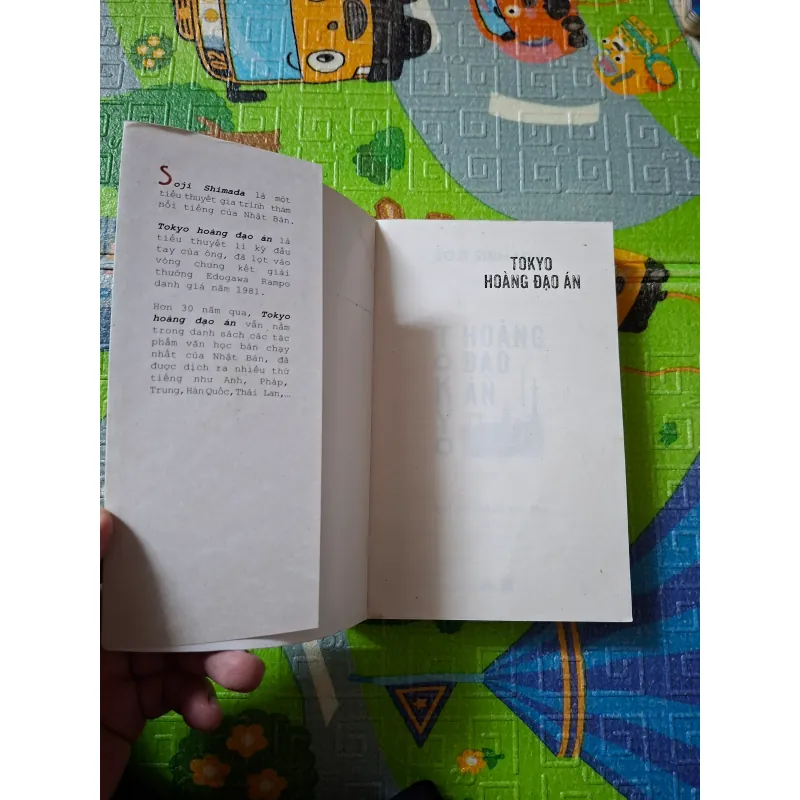 Soji Shimada là một
tiểu thuyết gia trinh thám
nổi tiếng của Nhật Bản.
Tokyo hoàng đạo án là
tiểu thuyết li kỳ đầu
tay của ông, đã lọt vào
vòng chung kết giải
thưởng Edogawa Rampo
danh giá năm 1981.
Hơn 30 năm qua, Tokyo
hoàng đạo án vẫn nằm
trong danh sách các tác
phẩm văn học bán chạy
nhất của Nhật Bản, đã
được dịch ra nhiều thứ
tiếng như Anh, Pháp,
Trung, Hàn Quốc, Thái Lan,…
TOKYO
HOÀNG ĐẠO ÁN
T HOÀNG
O ĐẠO
K ÁN
Y
O
02